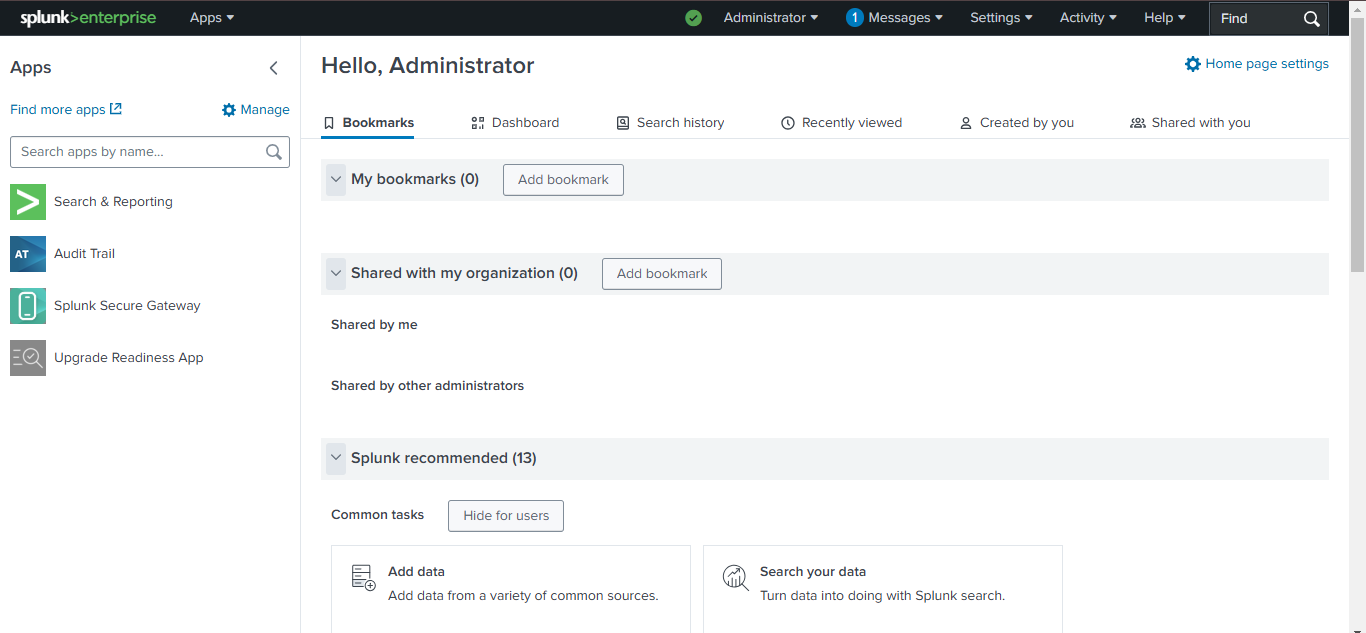 splunk>enterprise Apps Administrator 1 Messages Settings Activity Help Find
Apps
Find more apps Manage
Search apps by name...
Search & Reporting
AT Audit Trail
Splunk Secure Gateway
Upgrade Readiness App
Hello, Administrator
Home page settings
Bookmarks Dashboard Search history Recently viewed Created by you Shared with you
My bookmarks (0) Add bookmark
Shared with my organization (0) Add bookmark
Shared by me
Shared by other administrators
Splunk recommended (13)
Common tasks Hide for users
Add data
Add data from a variety of common sources.
Search your data
Turn data into doing with Splunk search.